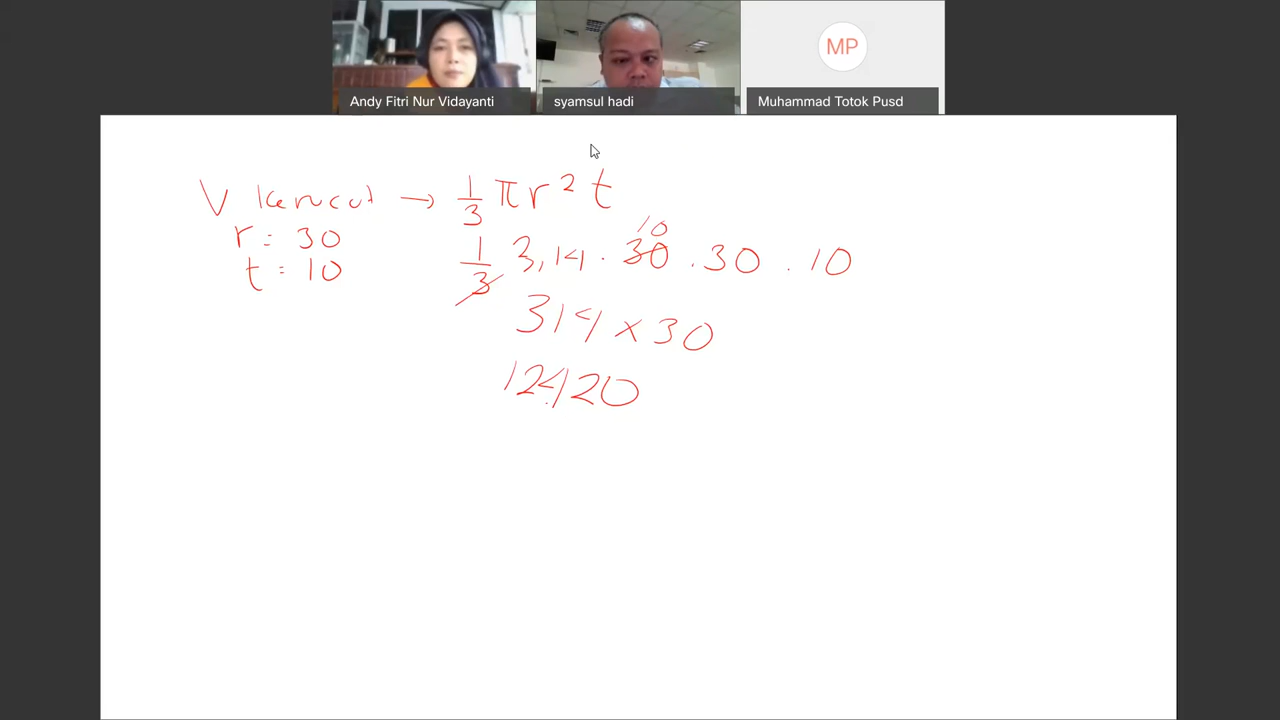 Andy Fitri Nur Vidayanti
syamsul hadi
MP
Muhammad Totok Pusd
V kerucut → 1/3 π r² t
r = 30
t = 10
1/3 3,14 . 30 . 30 . 10
10
314 x 30
12420